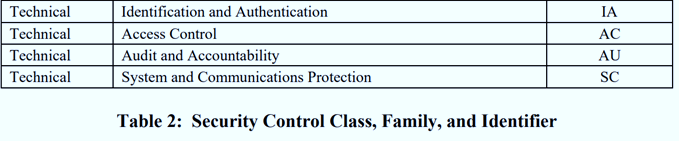 Technical Identification and Authentication IA
Technical Access Control AC
Technical Audit and Accountability AU
Technical System and Communications Protection SC
Table 2: Security Control Class, Family, and Identifier